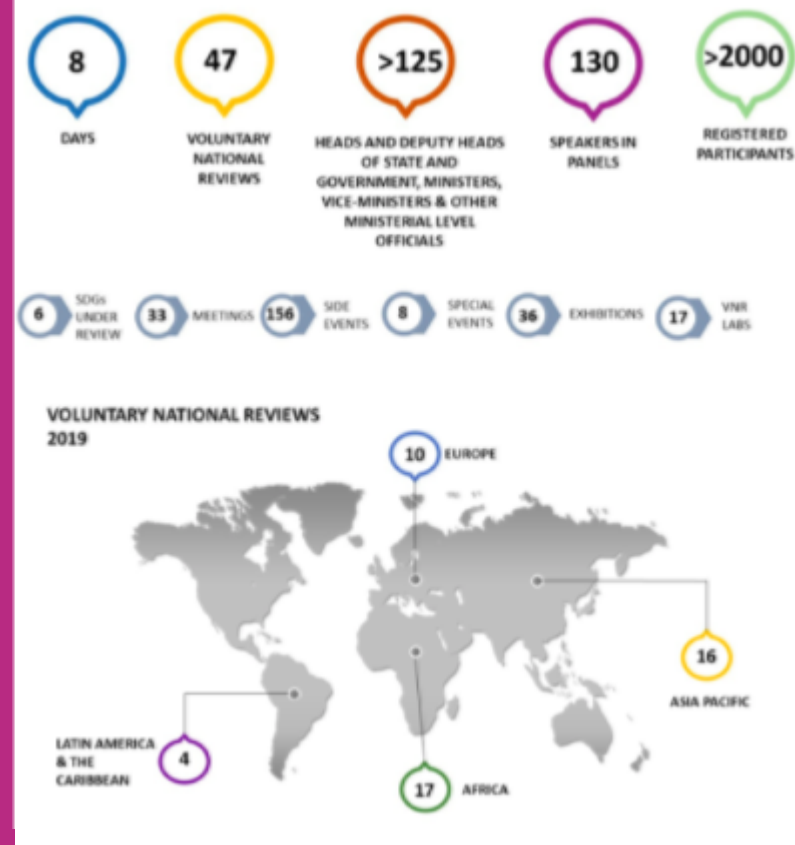 8
DAYS
47
VOLUNTARY
NATIONAL
REVIEWS
>125
HEADS AND DEPUTY HEADS
OF STATE AND
GOVERNMENT, MINISTERS,
VICE-MINISTERS & OTHER
MINISTERIAL LEVEL
OFFICIALS
130
SPEAKERS IN
PANELS
>2000
REGISTERED
PARTICIPANTS
6
SDGs
UNDER
REVIEW
33
MEETINGS
156
SIDE
EVENTS
8
SPECIAL
EVENTS
36
EXHIBITIONS
17
VNR
LABS
VOLUNTARY NATIONAL REVIEWS
2019
10
EUROPE
16
ASIA PACIFIC
LATIN AMERICA
& THE
CARIBBEAN
4
17
AFRICA